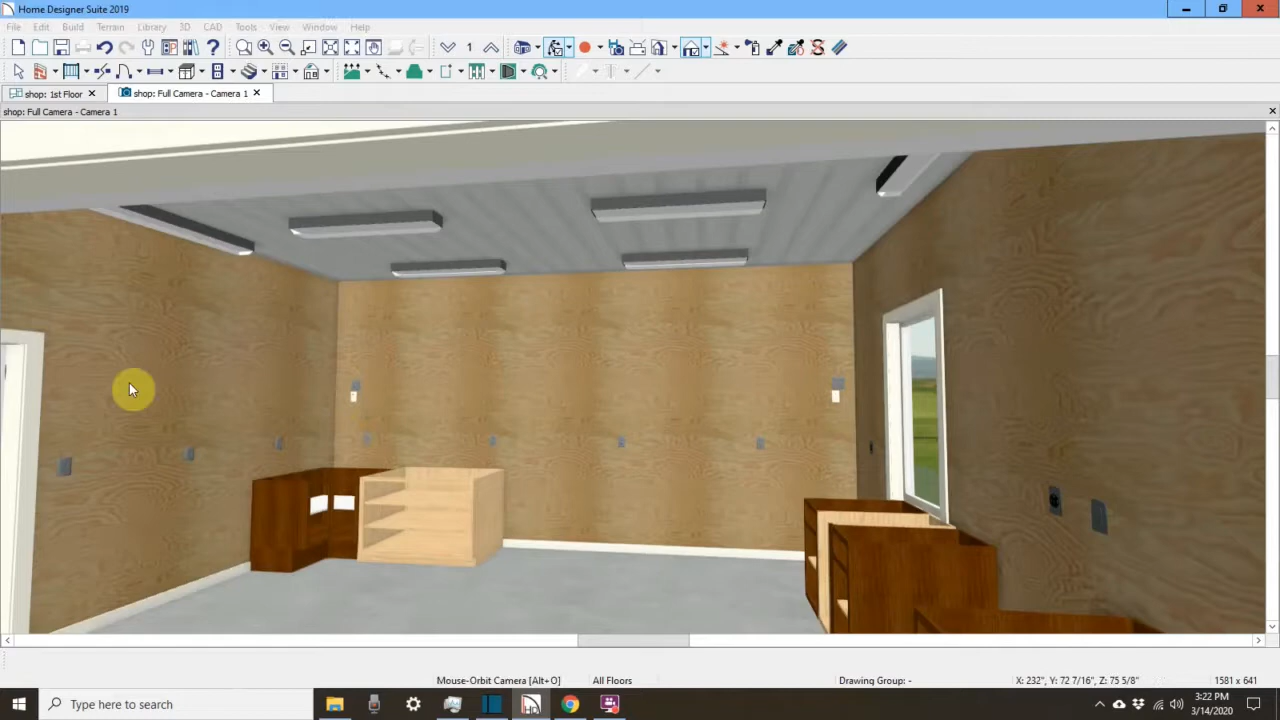 Home Designer Suite 2019
File Edit Build Terrain Library 3D CAD Tools View Window Help
1
shop: 1st Floor
shop: Full Camera - Camera 1
shop: Full Camera - Camera 1
Mouse-Orbit Camera [Alt+O]
All Floors
Drawing Group: -
X: 232", Y: 72 7/16", Z: 75 5/8"
1581 x 641
Type here to search
HD
3:22 PM
3/14/2020